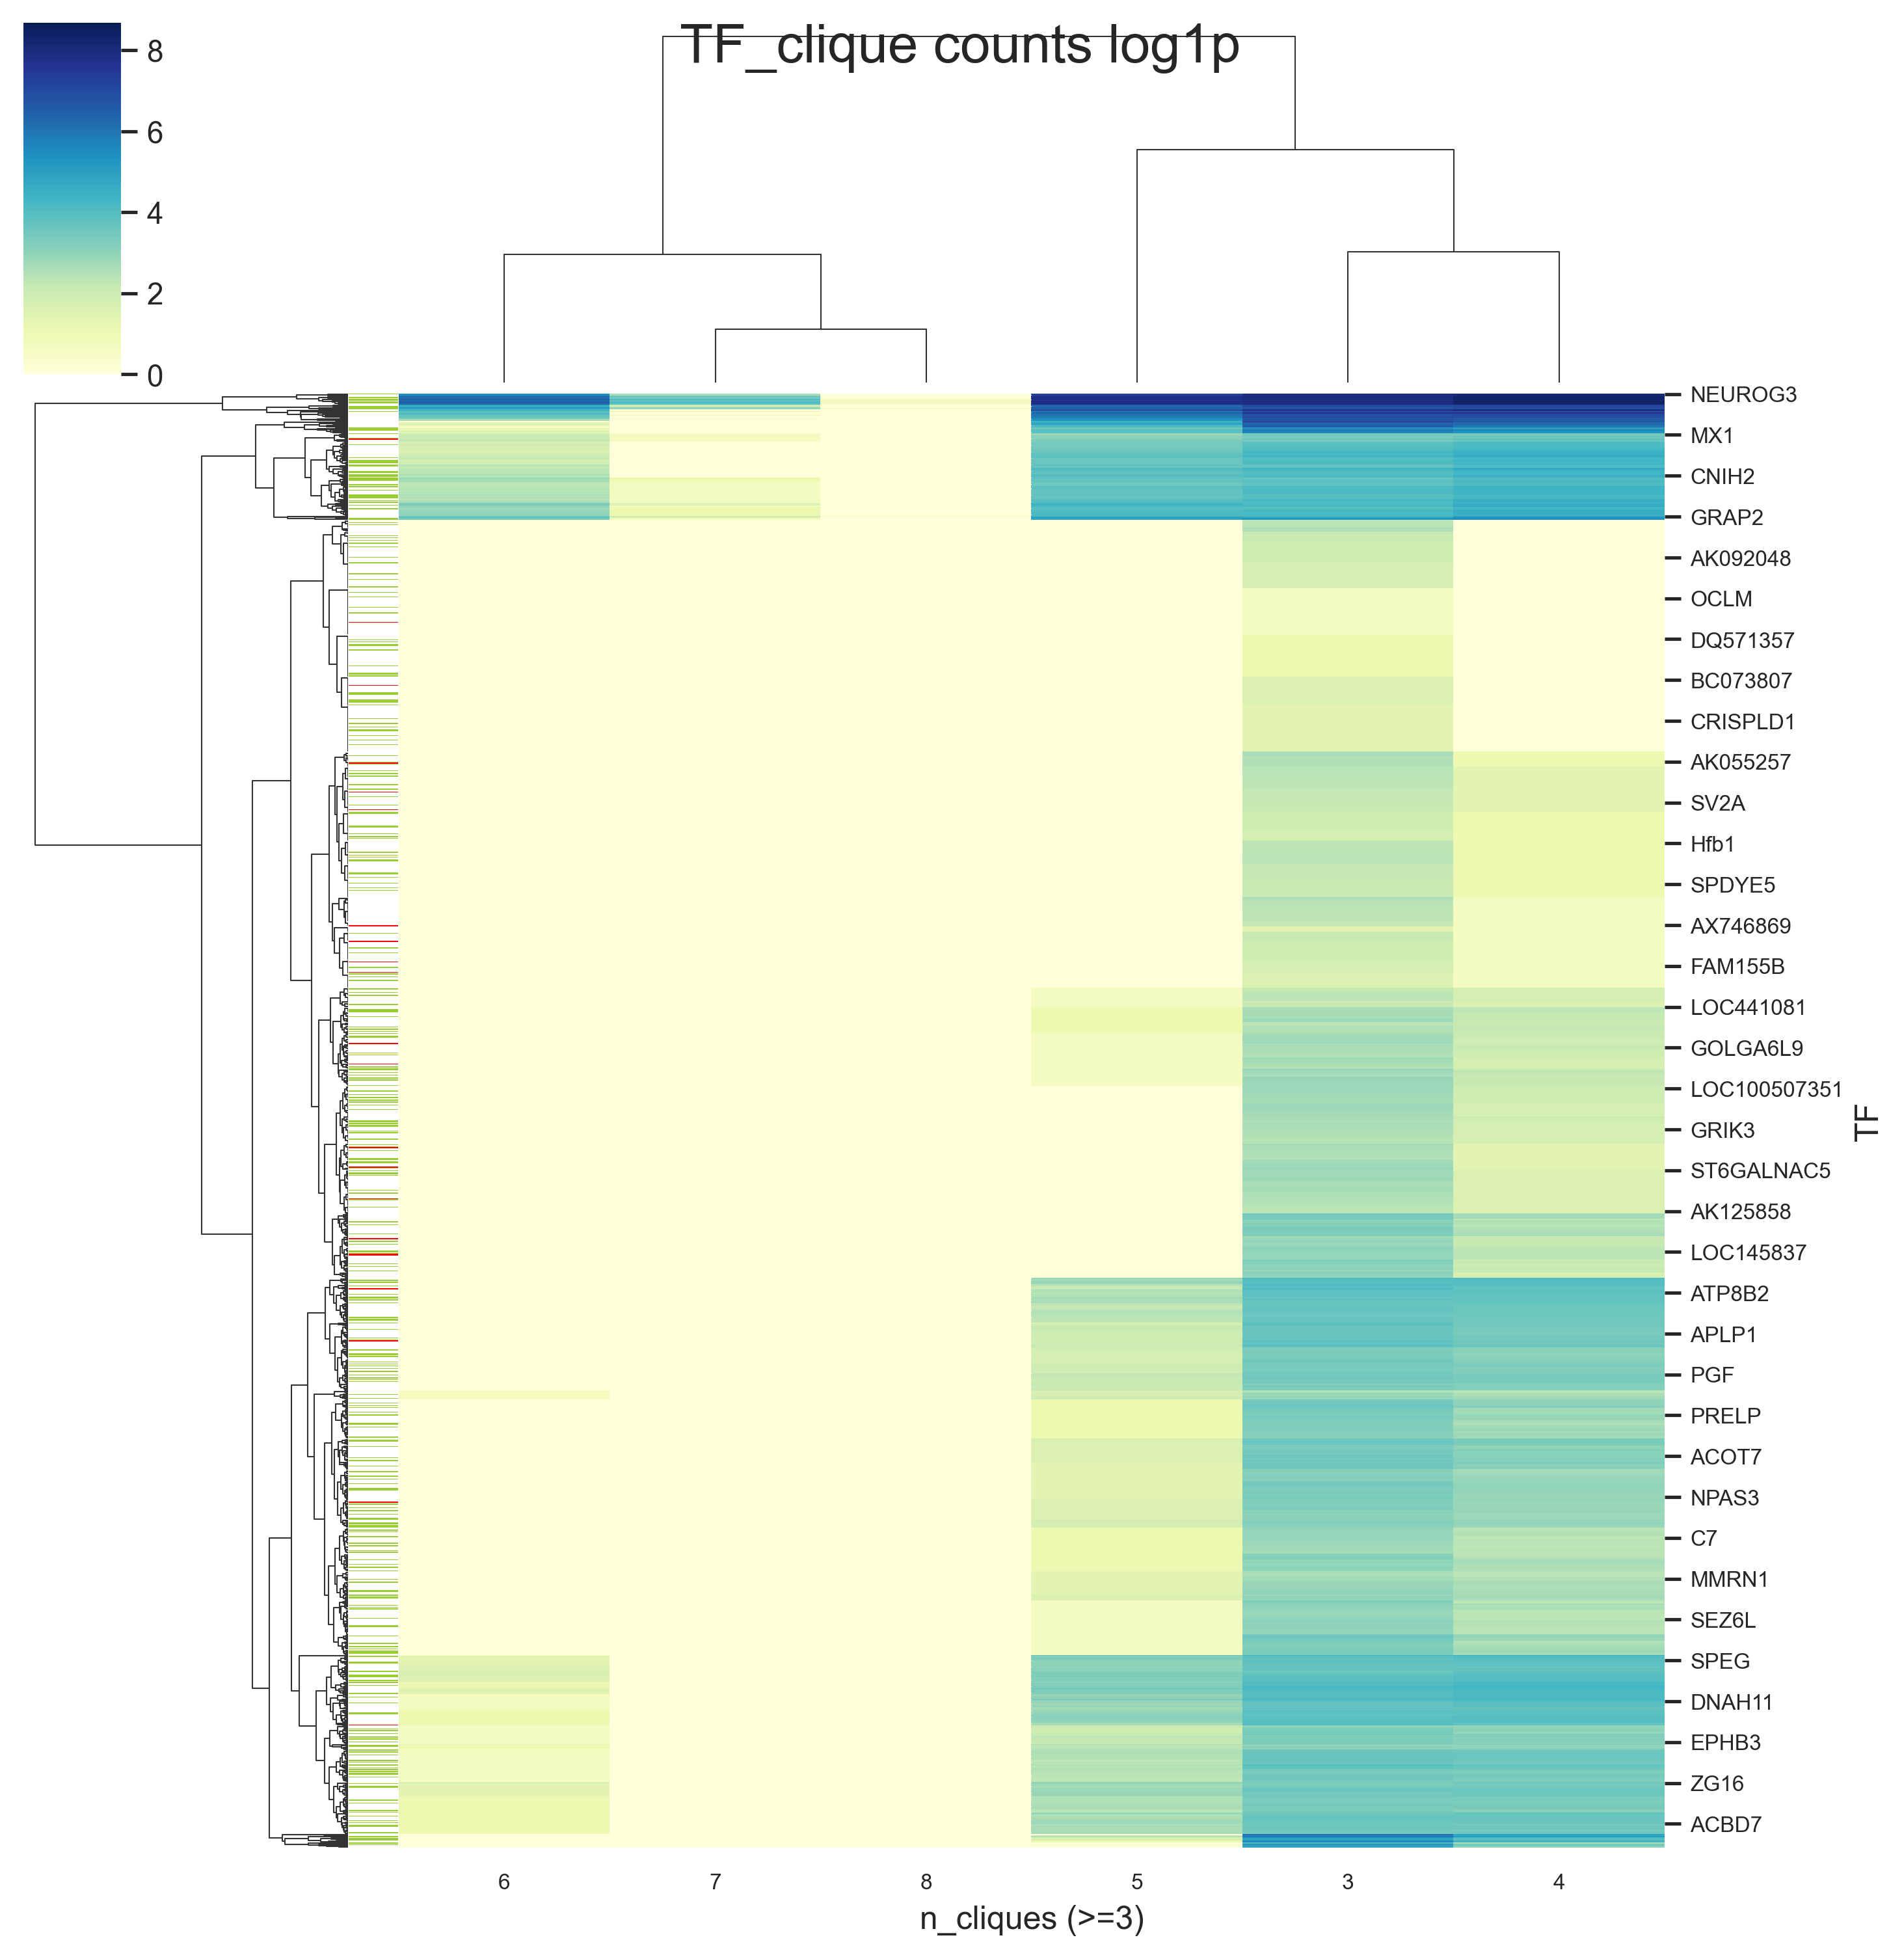 TF_clique counts log1p
8
6
4
2
0
NEUROG3
MX1
CNIH2
GRAP2
AK092048
OCLM
DQ571357
BC073807
CRISPLD1
AK055257
SV2A
Hfb1
SPDYE5
AX746869
FAM155B
LOC441081
GOLGA6L9
LOC100507351
GRIK3
ST6GALNAC5
AK125858
LOC145837
ATP8B2
APLP1
PGF
PRELP
ACOT7
NPAS3
C7
MMRN1
SEZ6L
SPEG
DNAH11
EPHB3
ZG16
ACBD7
TF
6 7 8 5 3 4
n_cliques (>=3)